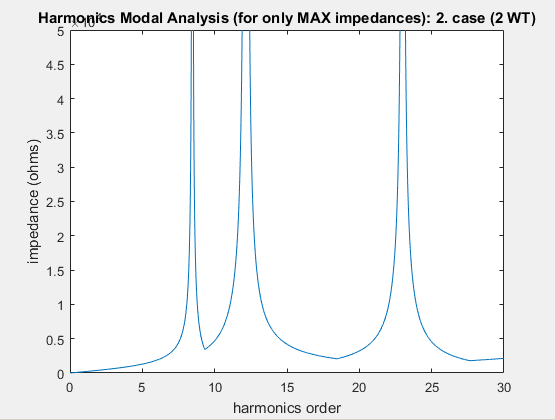 Harmonics Modal Analysis (for only MAX impedances): 2. case (2 WT)
5
4.5
4
3.5
3
2.5
2
1.5
1
0.5
0
impedance (ohms)
0 5 10 15 20 25 30
harmonics order